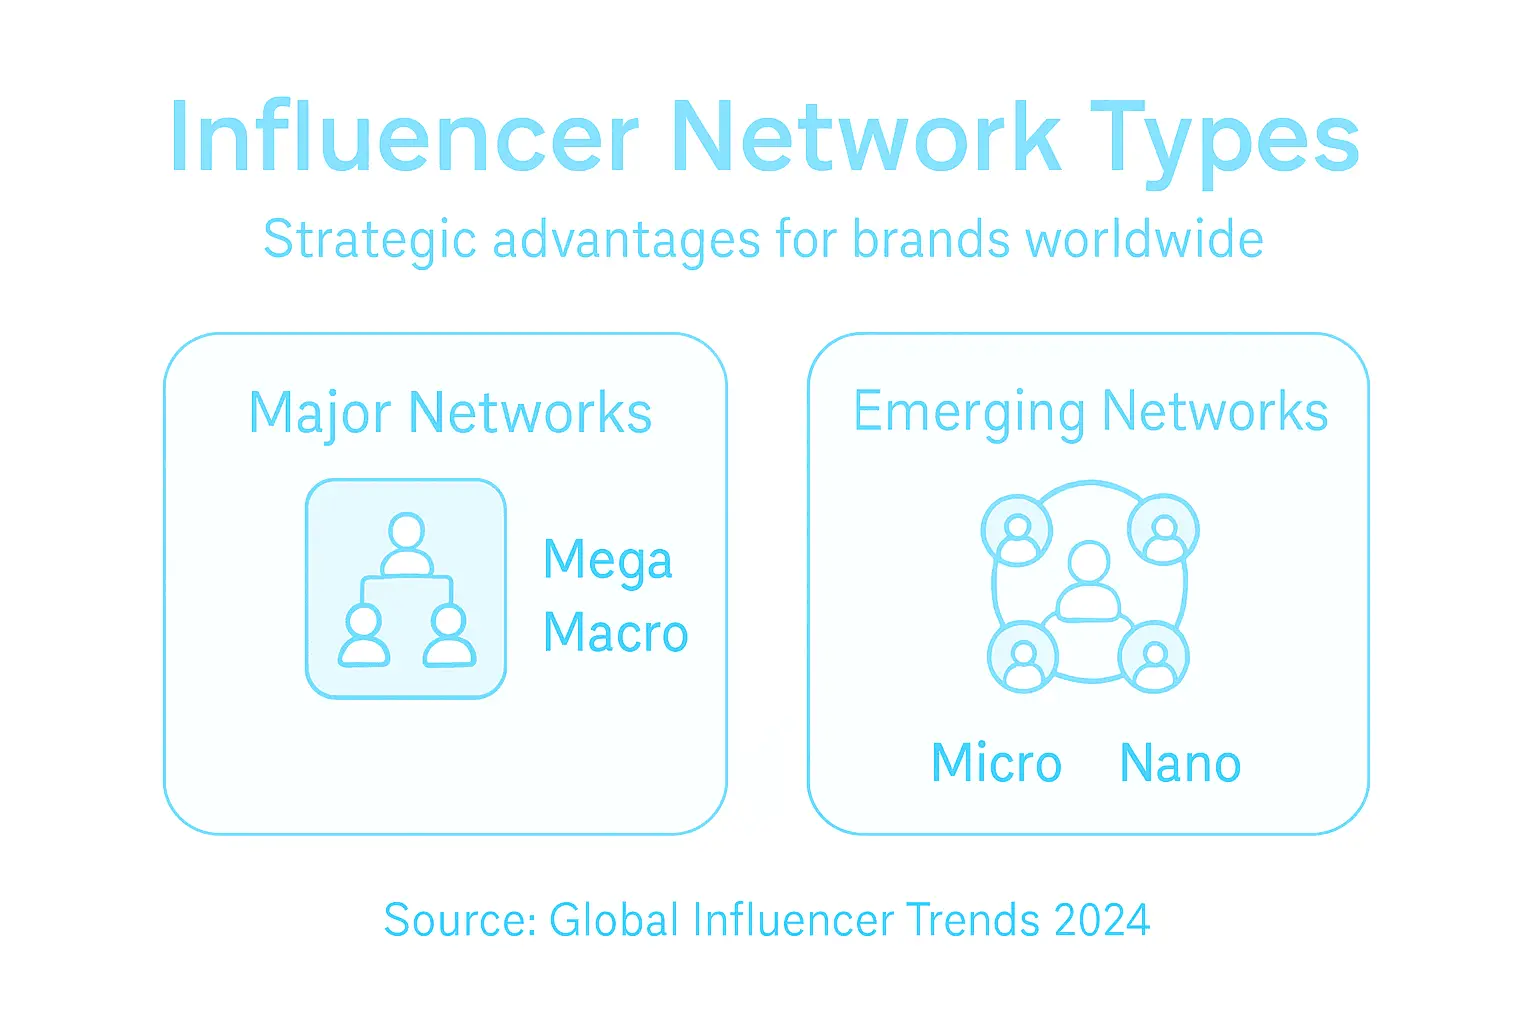 Influencer Network Types
Strategic advantages for brands worldwide
Major Networks
Mega
Macro
Emerging Networks
Micro Nano
Source: Global Influencer Trends 2024